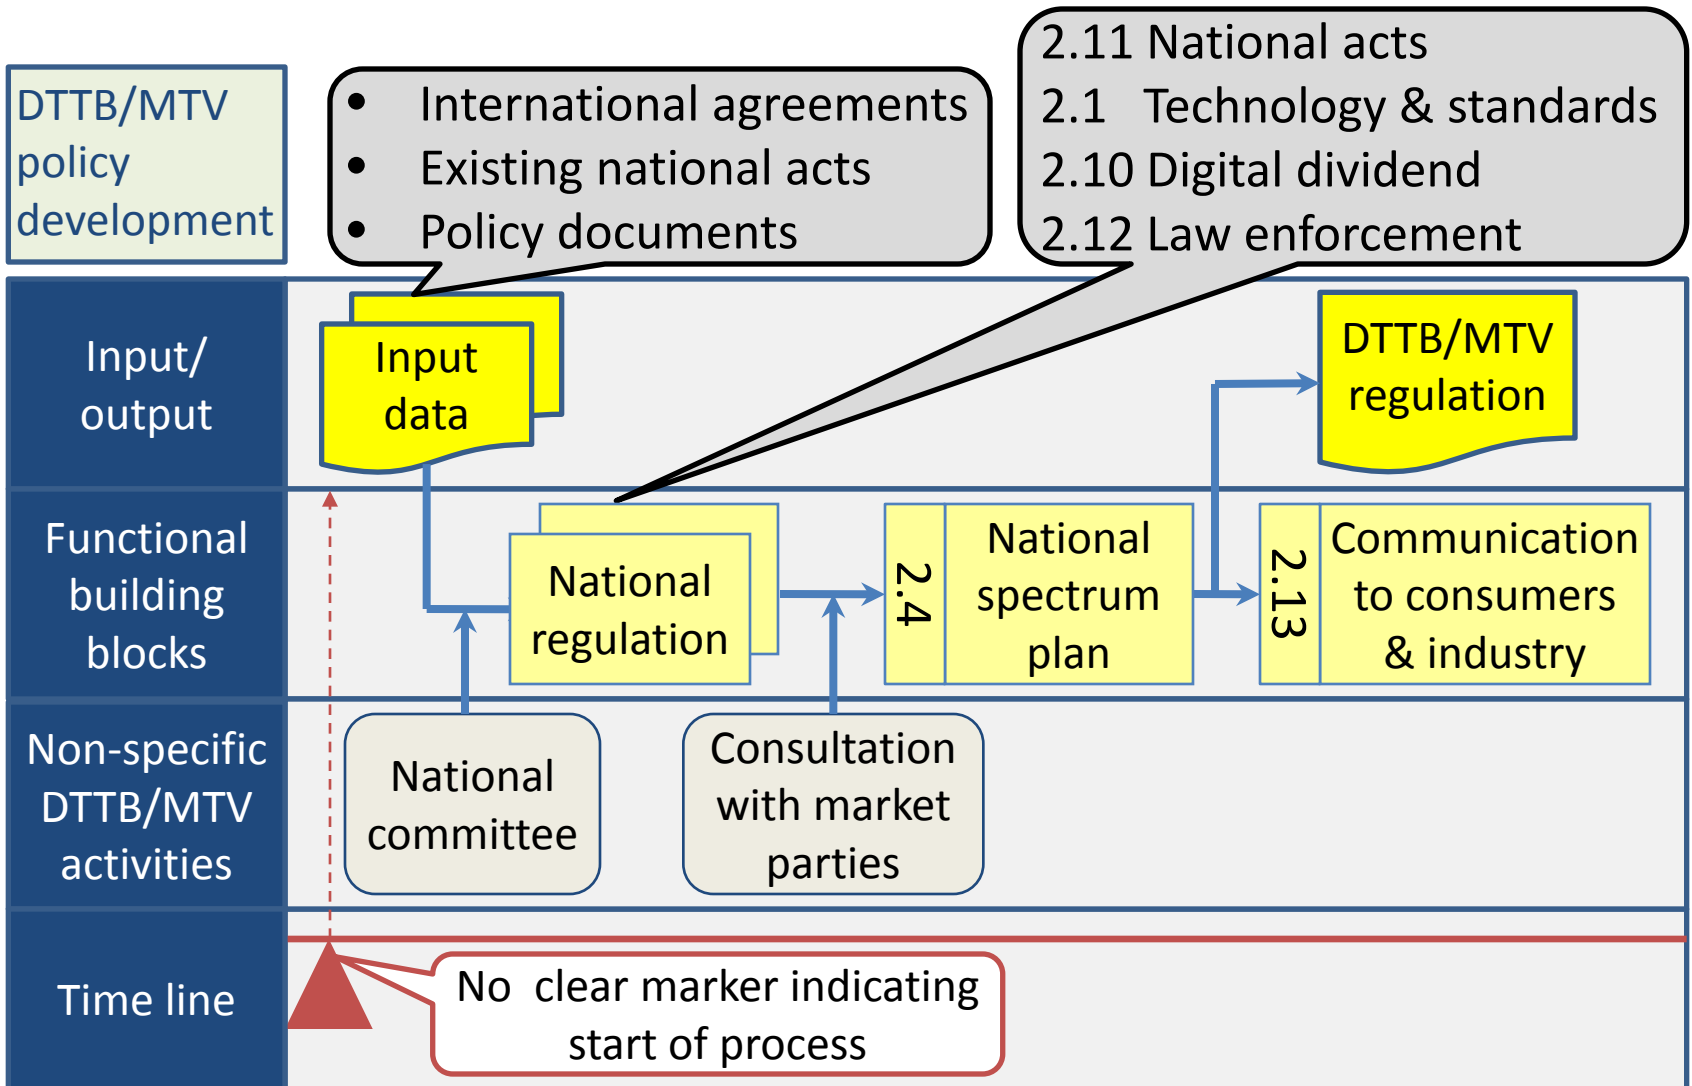 DTTB/MTV
policy
development
• International agreements
• Existing national acts
• Policy documents
2.11 National acts
2.1 Technology & standards
2.10 Digital dividend
2.12 Law enforcement
Input/
output
Input
data
DTTB/MTV
regulation
Functional
building
blocks
National
regulation
2.4
National
spectrum
plan
2.13
Communication
to consumers
& industry
Non-specific
DTTB/MTV
activities
National
committee
Consultation
with market
parties
Time line
No clear marker indicating
start of process